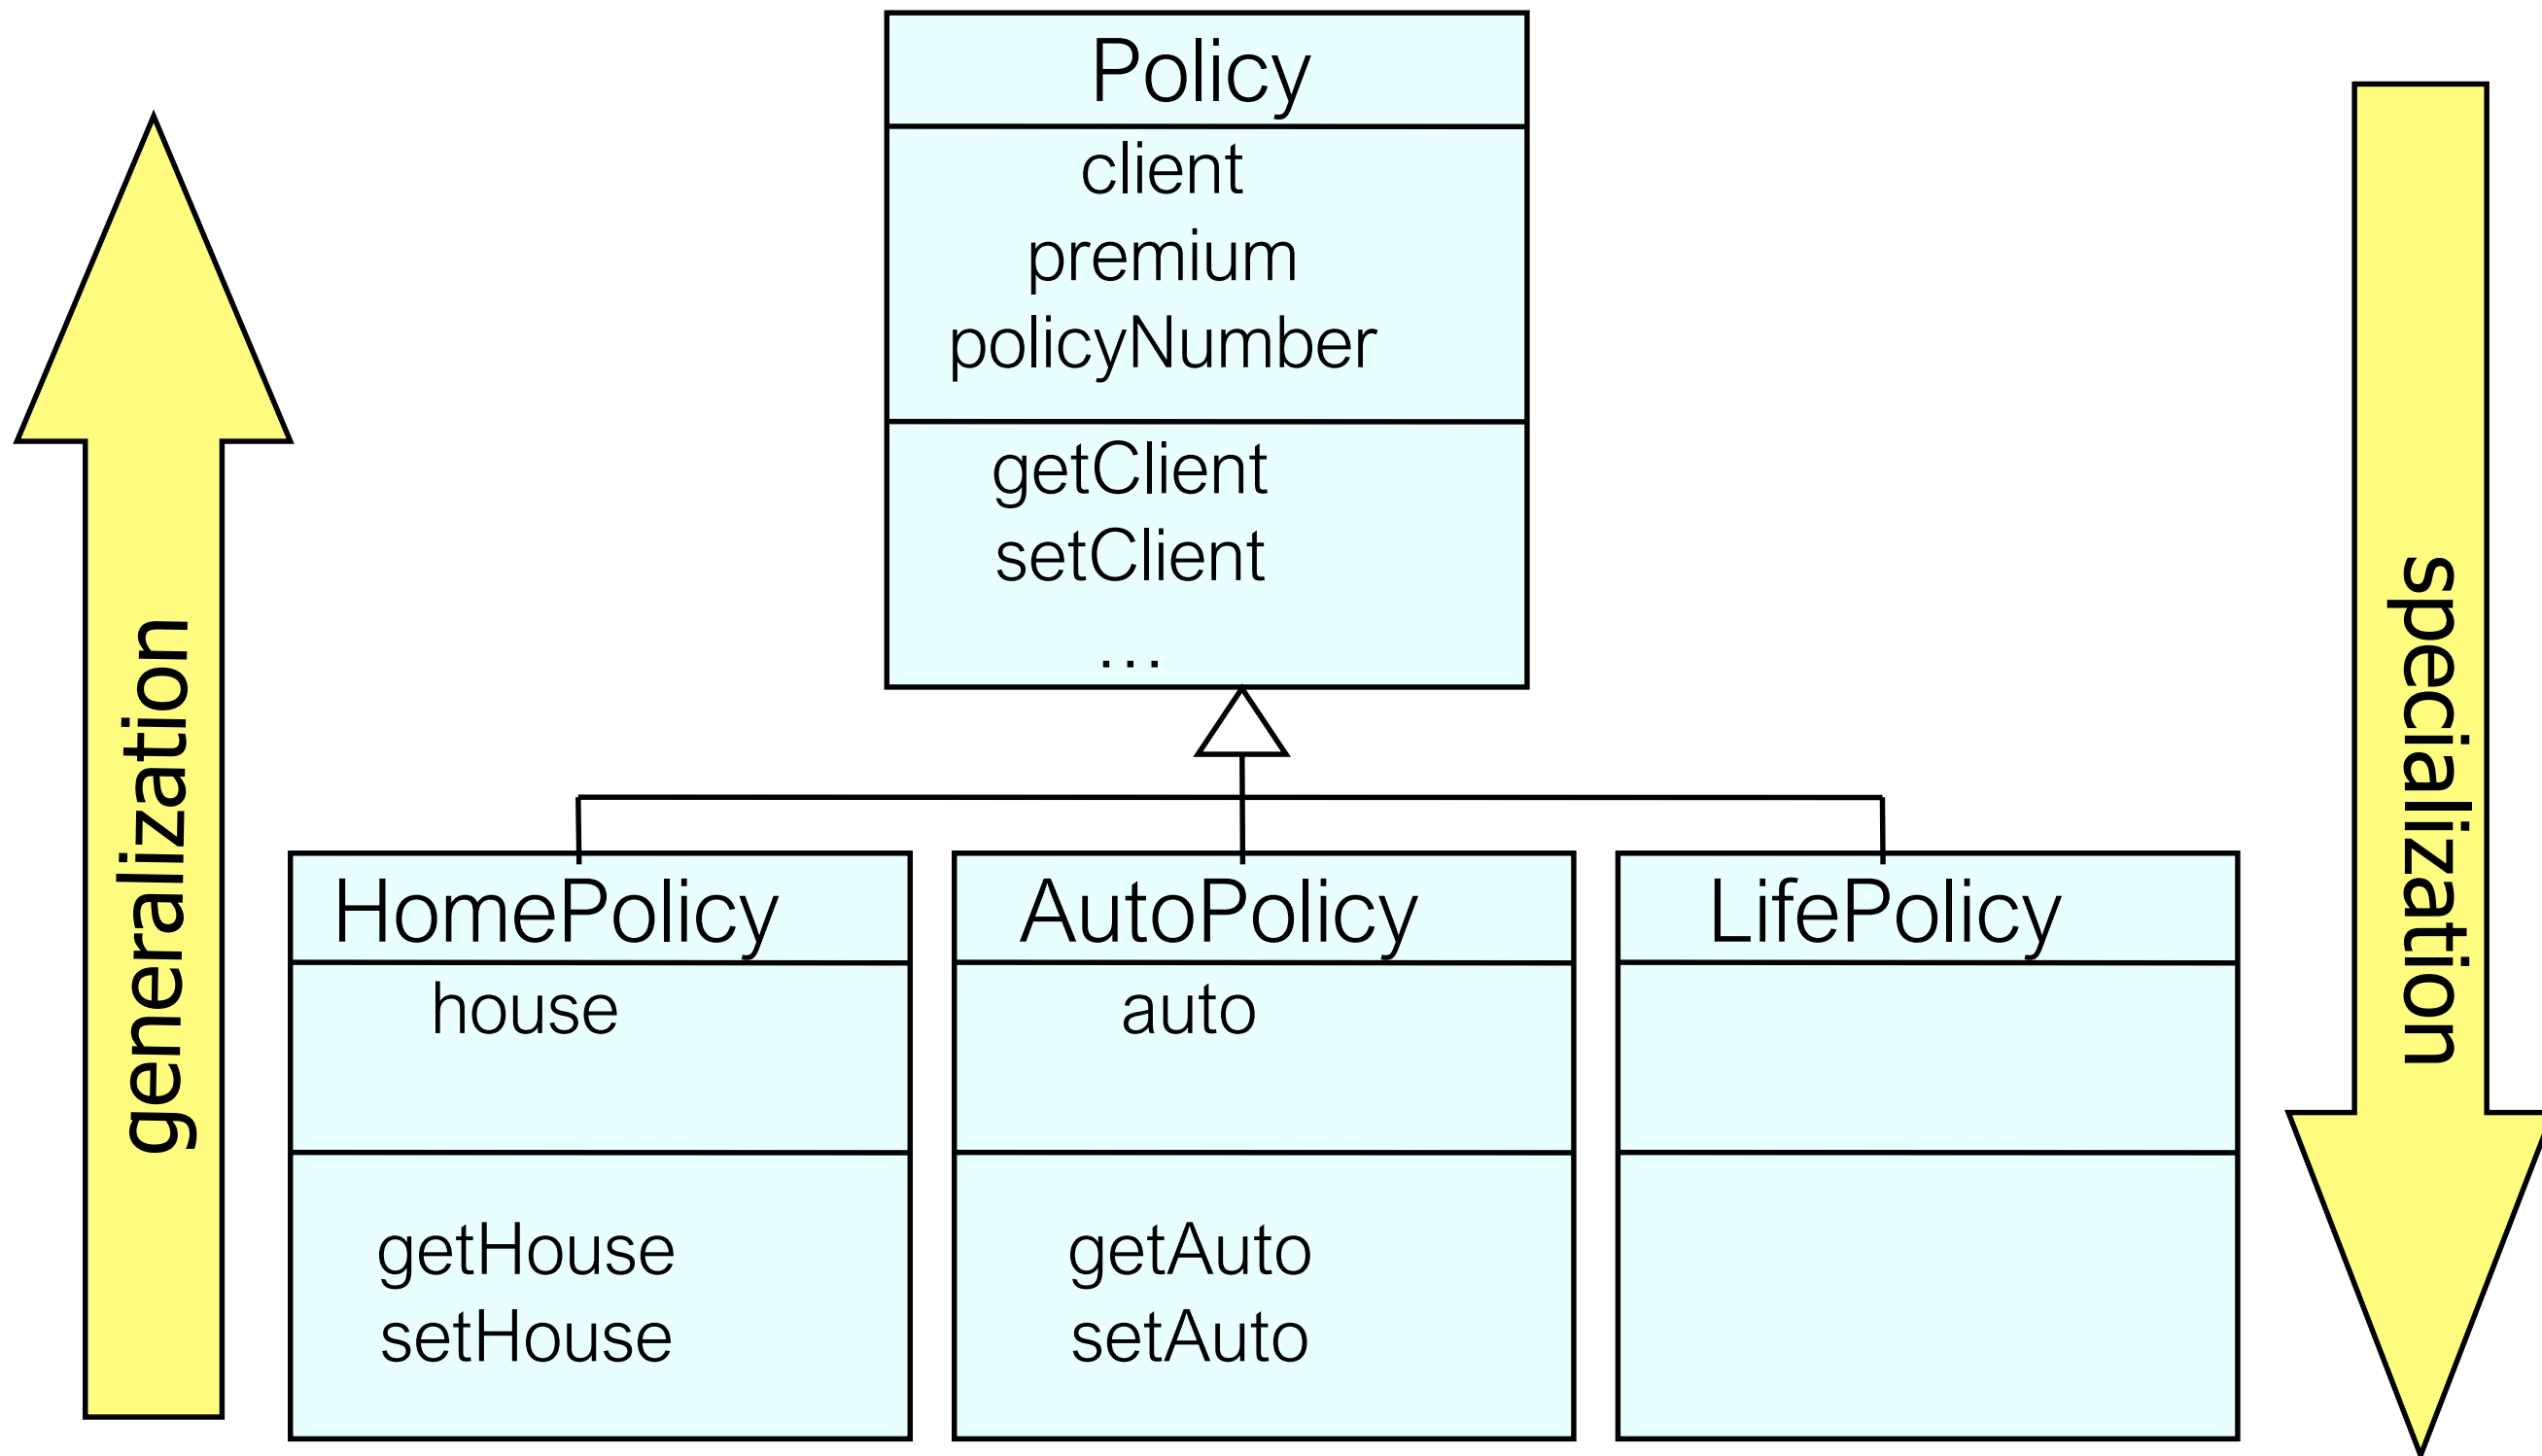 Policy
client
premium
policyNumber
getClient
setClient
...
generalization
specialization
HomePolicy
house
getHouse
setHouse
AutoPolicy
auto
getAuto
setAuto
LifePolicy